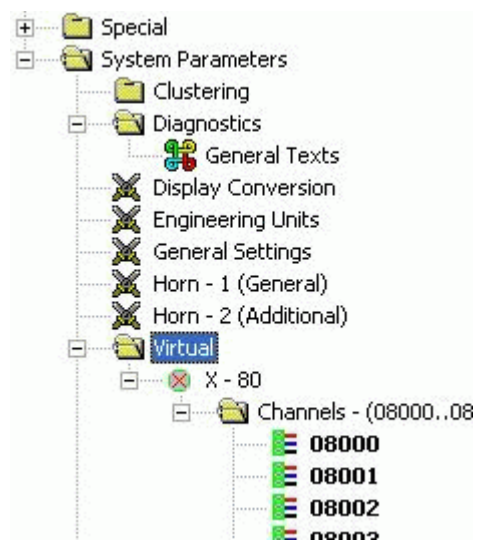 Special
System Parameters
Clustering
Diagnostics
General Texts
Display Conversion
Engineering Units
General Settings
Horn - 1 (General)
Horn - 2 (Additional)
Virtual
X - 80
Channels - (08000..08
08000
08001
08002
08003